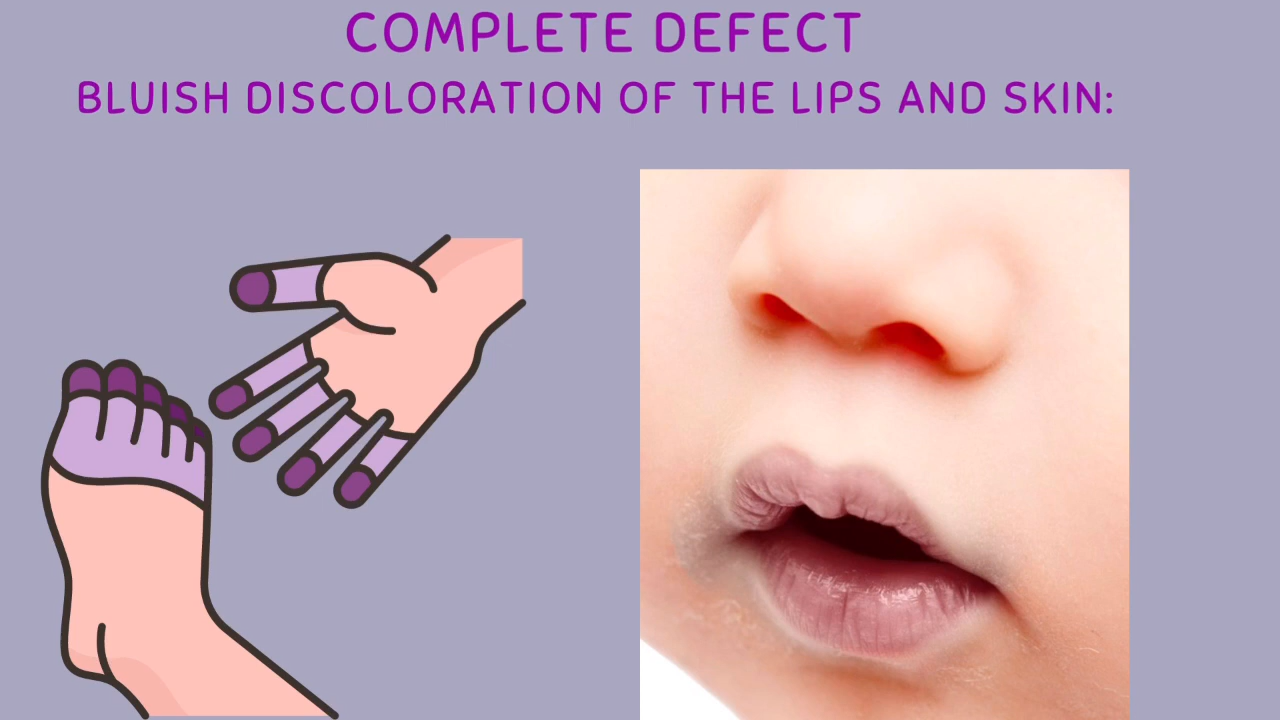 COMPLETE DEFECT
BLUISH DISCOLORATION OF THE LIPS AND SKIN: